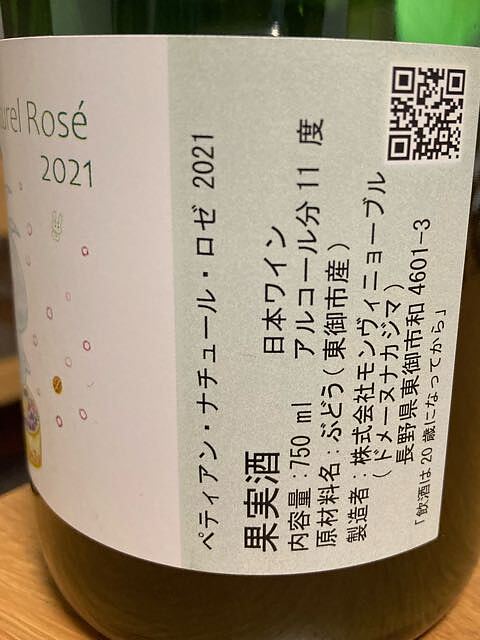 Rosé
2021
ペティアン・ナチュール・ロゼ 2021
果実酒 日本ワイン
内容量：750 ml アルコール分 11 度
原材料名：ぶどう（東御市産）
製造者：株式会社モンヴィニョーブル
（ドメーヌナカジマ）
長野県東御市和 4601-3
「飲酒は20 歳になってから」